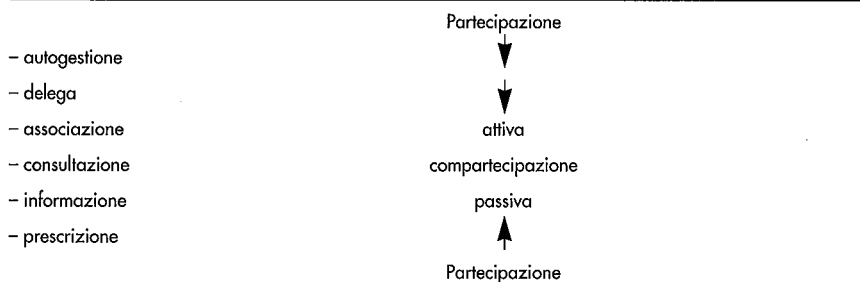 Partecipazione
– autogestione
– delega
– associazione attiva
– consultazione compartecipazione
– informazione passiva
– prescrizione
Partecipazione